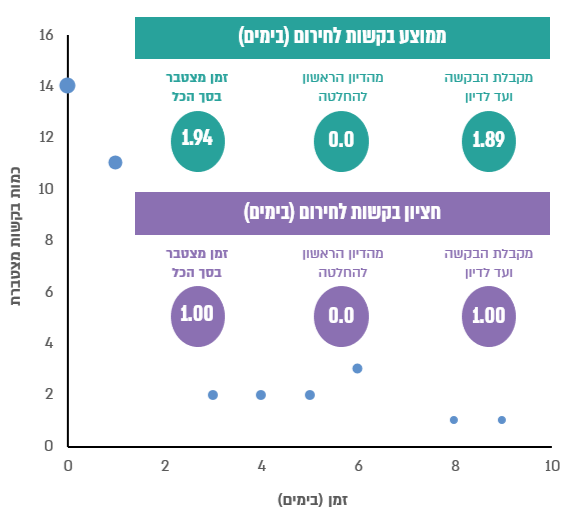 ממוצע בקשות לחירום (בימים)
מקבלת הבקשה
ועד לדיון
מהדיון הראשון
להחלטה
זמן מצטבר
בסך הכל
1.89
0.0
1.94
חציון בקשות לחירום (בימים)
מקבלת הבקשה
ועד לדיון
מהדיון הראשון
להחלטה
זמן מצטבר
בסך הכל
1.00
0.0
1.00
כמות בקשות מצטברת
16
14
12
10
8
6
4
2
0
0 2 4 6 8 10
זמן (בימים)